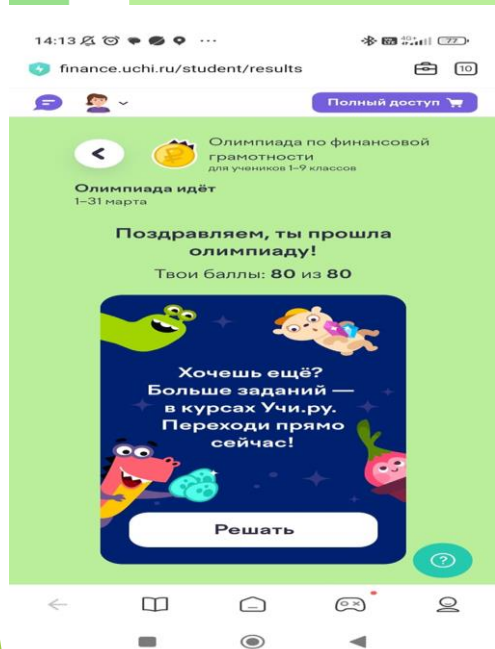 14:13
4G+
77
finance.uchi.ru/student/results
10
Полный доступ
Олимпиада по финансовой
грамотности
для учеников 1–9 классов
Олимпиада идёт
1–31 марта
Поздравляем, ты прошла
олимпиаду!
Твои баллы: 80 из 80
Хочешь ещё?
Больше заданий —
в курсах Учи.ру.
Переходи прямо
сейчас!
Решать